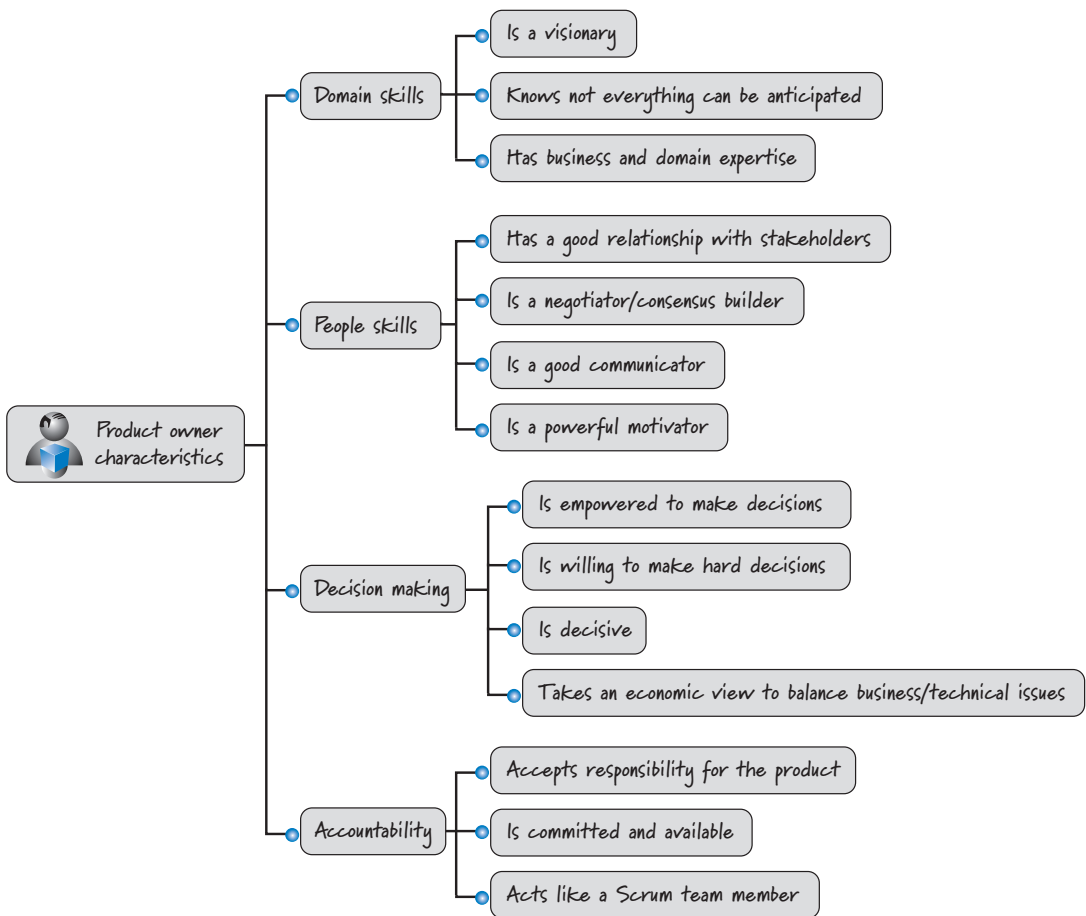 Is a visionary
Domain skills
Knows not everything can be anticipated
Has business and domain expertise
Has a good relationship with stakeholders
Is a negotiator/consensus builder
People skills
Is a good communicator
Is a powerful motivator
Product owner
characteristics
Is empowered to make decisions
Is willing to make hard decisions
Decision making
Is decisive
Takes an economic view to balance business/technical issues
Accepts responsibility for the product
Accountability
Is committed and available
Acts like a Scrum team member